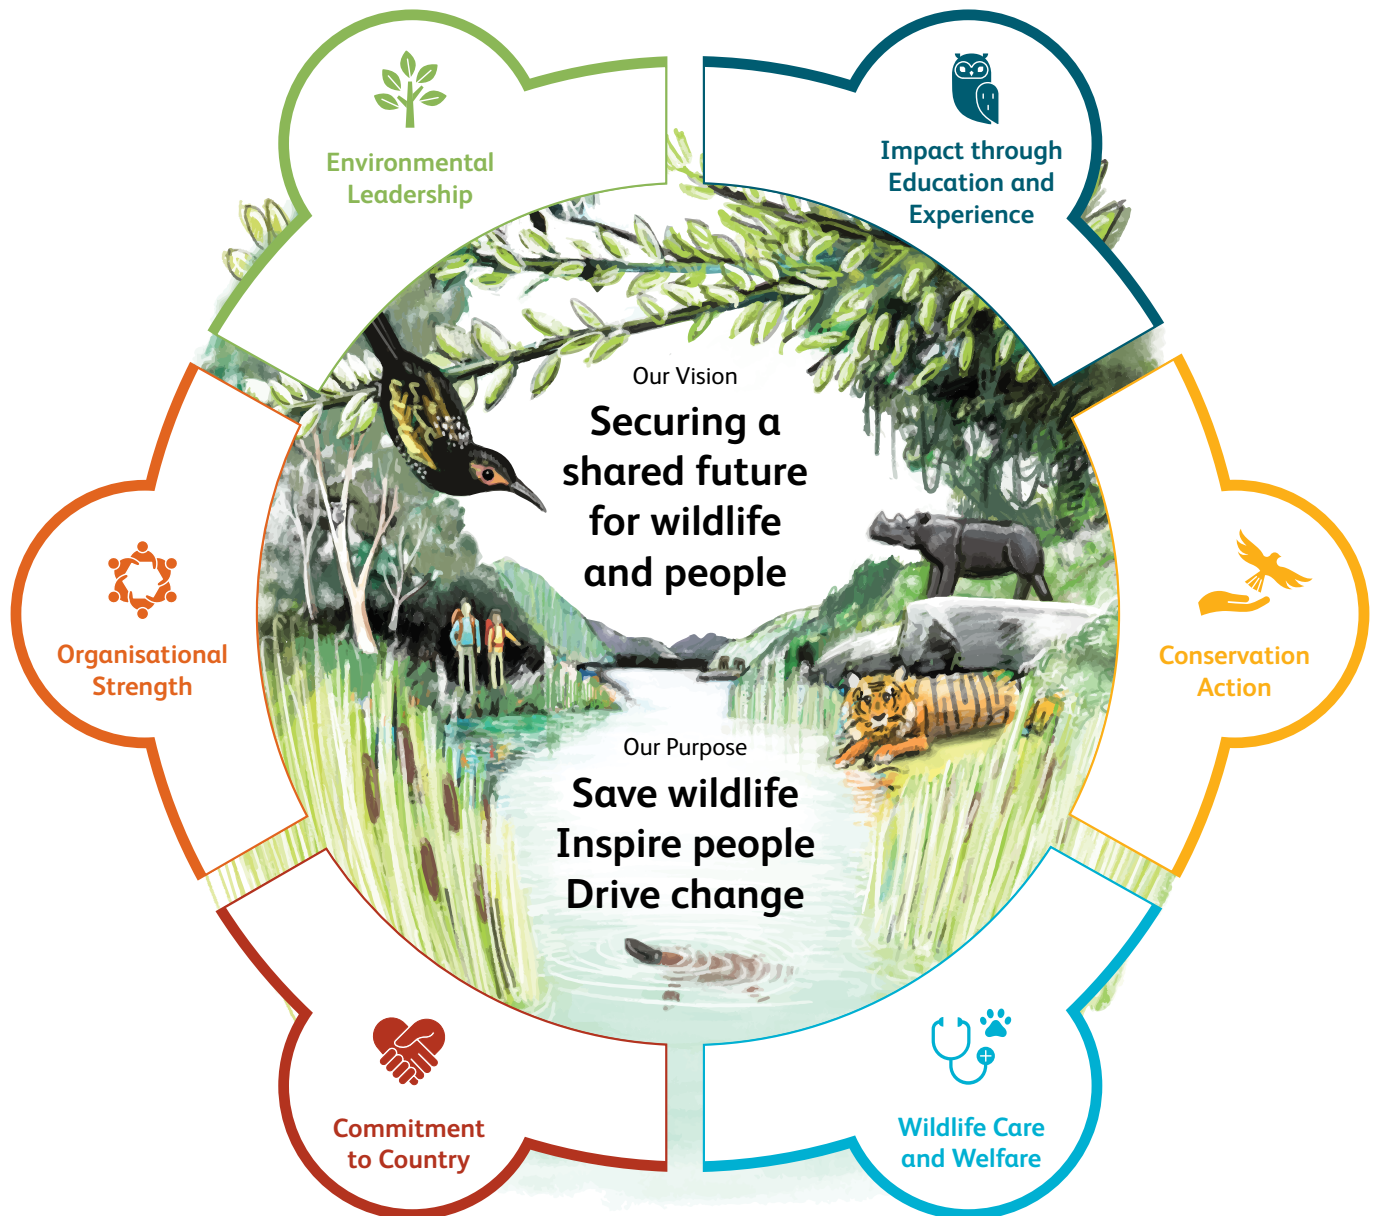 Environmental
Leadership
Impact through
Education and
Experience
Our Vision
Securing a
shared future
for wildlife
and people
Organisational
Strength
Conservation
Action
Our Purpose
Save wildlife
Inspire people
Drive change
Commitment
to Country
Wildlife Care
and Welfare